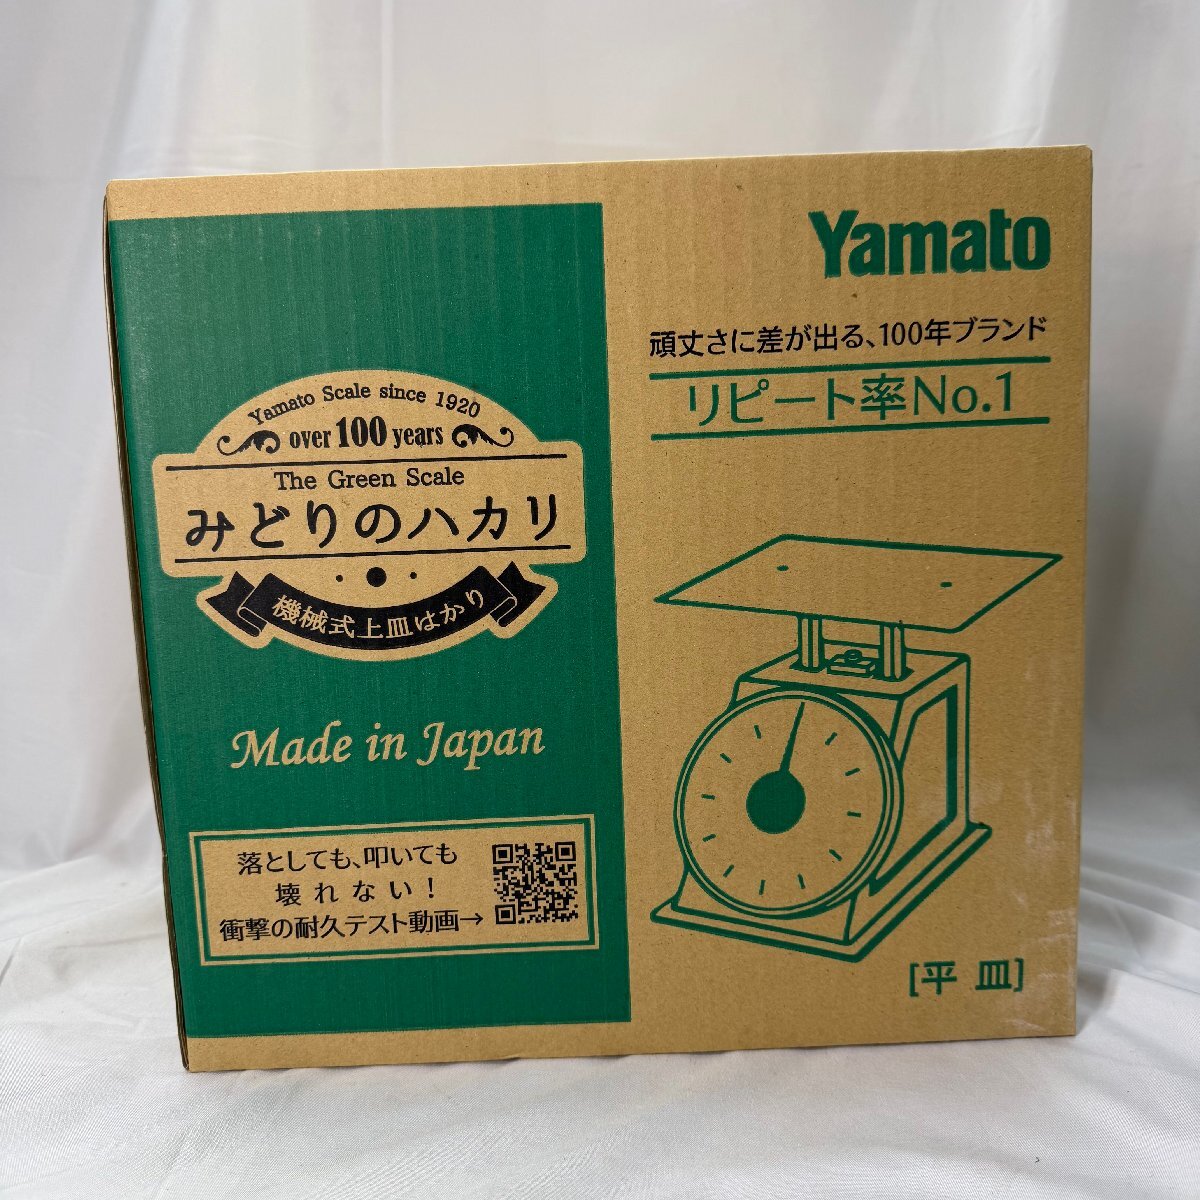 Yamato Scale since 1920
over 100 years
The Green Scale
みどりのハカリ
機械式上皿はかり
Made in Japan
落としても、叩いても
壊れない!
衝撃の耐久テスト動画→
Yamato
頑丈さに差が出る、100年ブランド
リピート率No.1
[平 皿]